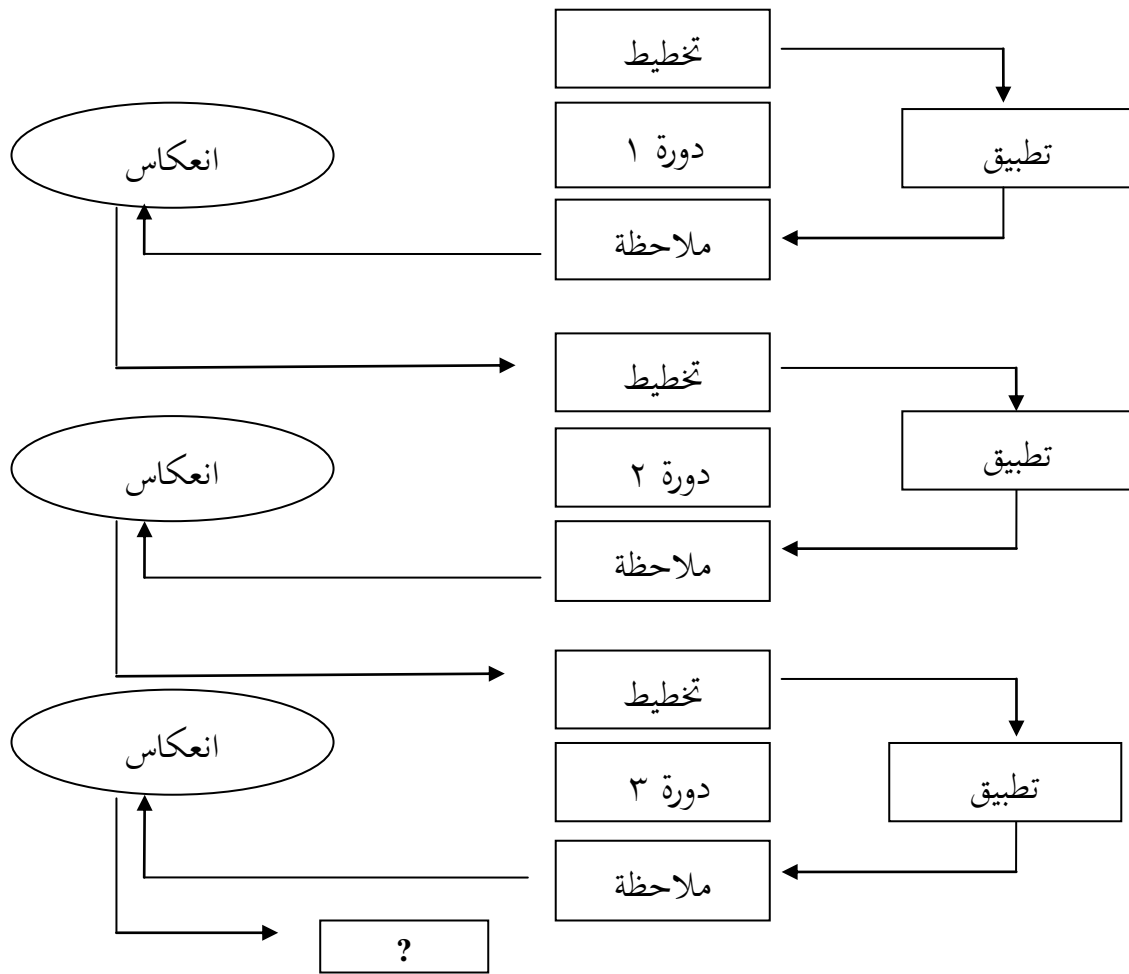 تخطيط
تطبيق
دورة ١
انعكاس
ملاحظة
تخطيط
تطبيق
دورة ٢
انعكاس
ملاحظة
تخطيط
تطبيق
دورة ٣
انعكاس
ملاحظة
?